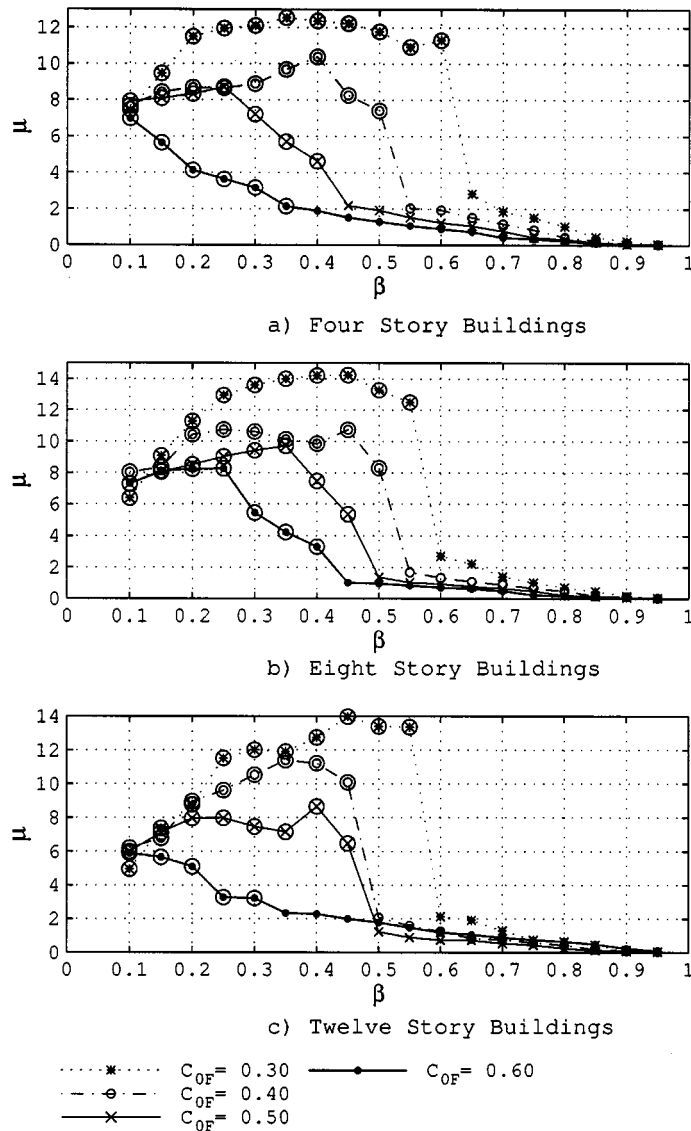 12
10
8
6
4
2
0
μ
0 0.1 0.2 0.3 0.4 0.5 0.6 0.7 0.8 0.9 1
β
a) Four Story Buildings
14
12
10
8
6
4
2
0
μ
0 0.1 0.2 0.3 0.4 0.5 0.6 0.7 0.8 0.9 1
β
b) Eight Story Buildings
14
12
10
8
6
4
2
0
μ
0 0.1 0.2 0.3 0.4 0.5 0.6 0.7 0.8 0.9 1
β
c) Twelve Story Buildings
C_OF= 0.30 C_OF= 0.60
C_OF= 0.40
C_OF= 0.50